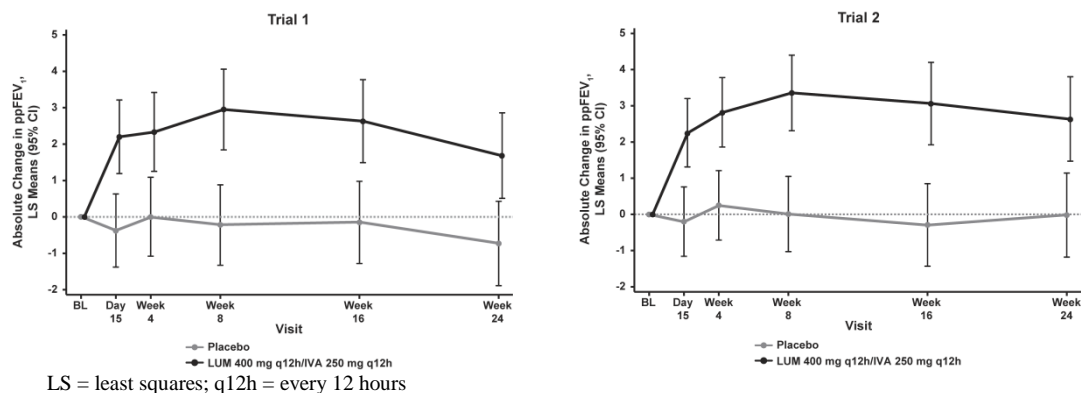 Trial 1
Absolute Change in ppFEV₁,
LS Means (95% CI)
5
4
3
2
1
0
-1
-2
BL
Day
15
Week
4
Week
8
Week
16
Week
24
Visit
Placebo
LUM 400 mg q12h/IVA 250 mg q12h
Trial 2
Absolute Change in ppFEV₁,
LS Means (95% CI)
5
4
3
2
1
0
-1
-2
BL
Day
15
Week
4
Week
8
Week
16
Week
24
Visit
Placebo
LUM 400 mg q12h/IVA 250 mg q12h
LS = least squares; q12h = every 12 hours